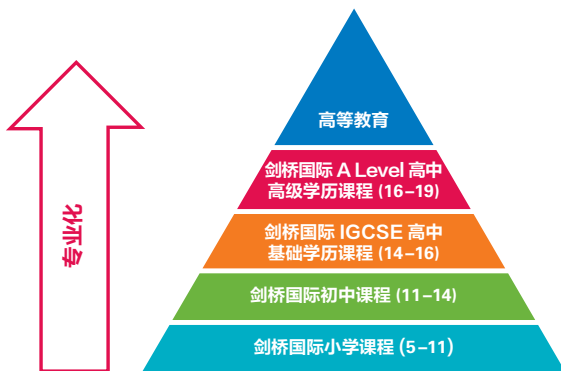 高等教育
剑桥国际 A Level 高中
高级学历课程 (16–19)
剑桥国际 IGCSE 高中
基础学历课程 (14–16)
剑桥国际初中课程 (11–14)
剑桥国际小学课程 (5–11)
专业化